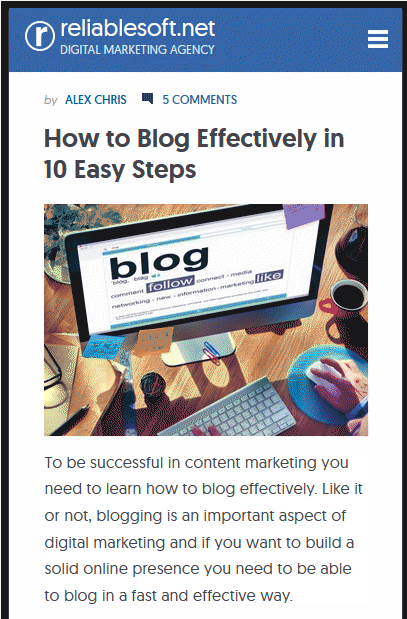 reliablesoft.net
DIGITAL MARKETING AGENCY
by ALEX CHRIS 5 COMMENTS
How to Blog Effectively in
10 Easy Steps
blog
blog, blàg
comment follow connect - media
networking - new - information - marketing like
To be successful in content marketing you
need to learn how to blog effectively. Like it
or not, blogging is an important aspect of
digital marketing and if you want to build a
solid online presence you need to be able
to blog in a fast and effective way.